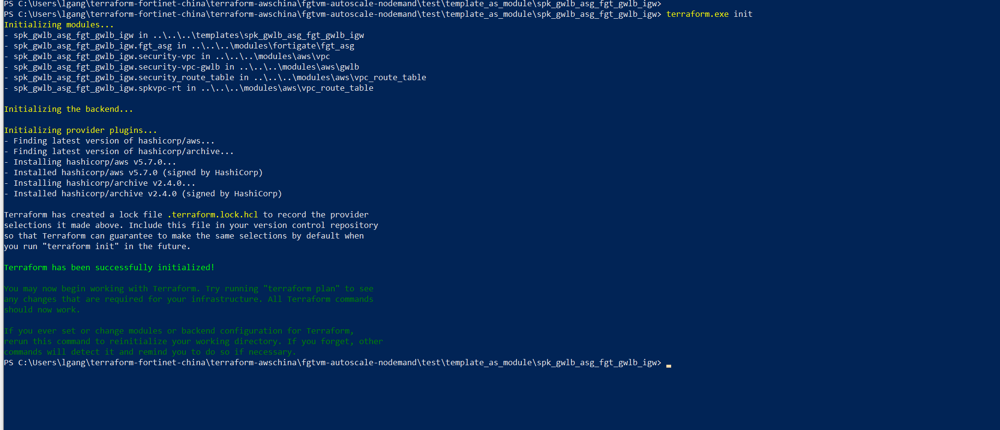 PS C:\Users\lgang\terraform-fortinet-china\terraform-awschina\fgtvm-autoscale-nodemand\test\template_as_module\spk_gwlb_asg_fgt_gwlb_igw>
PS C:\Users\lgang\terraform-fortinet-china\terraform-awschina\fgtvm-autoscale-nodemand\test\template_as_module\spk_gwlb_asg_fgt_gwlb_igw> terraform.exe init
Initializing modules...
- spk_gwlb_asg_fgt_gwlb_igw in ..\..\..\templates\spk_gwlb_asg_fgt_gwlb_igw
- spk_gwlb_asg_fgt_gwlb_igw.fgt_asg in ..\..\..\modules\fortigate\fgt_asg
- spk_gwlb_asg_fgt_gwlb_igw.security-vpc in ..\..\..\modules\aws\vpc
- spk_gwlb_asg_fgt_gwlb_igw.security-vpc-gwlb in ..\..\..\modules\aws\gwlb
- spk_gwlb_asg_fgt_gwlb_igw.security_route_table in ..\..\..\modules\aws\vpc_route_table
- spk_gwlb_asg_fgt_gwlb_igw.spkvpc-rt in ..\..\..\modules\aws\vpc_route_table
Initializing the backend...
Initializing provider plugins...
- Finding latest version of hashicorp/aws...
- Finding latest version of hashicorp/archive...
- Installing hashicorp/aws v5.7.0...
- Installed hashicorp/aws v5.7.0 (signed by HashiCorp)
- Installing hashicorp/archive v2.4.0...
- Installed hashicorp/archive v2.4.0 (signed by HashiCorp)
Terraform has created a lock file .terraform.lock.hcl to record the provider
selections it made above. Include this file in your version control repository
so that Terraform can guarantee to make the same selections by default when
you run "terraform init" in the future.
Terraform has been successfully initialized!
You may now begin working with Terraform. Try running "terraform plan" to see
any changes that are required for your infrastructure. All Terraform commands
should now work.
If you ever set or change modules or backend configuration for Terraform,
rerun this command to reinitialize your working directory. If you forget, other
commands will detect it and remind you to do so if necessary.
PS C:\Users\lgang\terraform-fortinet-china\terraform-awschina\fgtvm-autoscale-nodemand\test\template_as_module\spk_gwlb_asg_fgt_gwlb_igw>